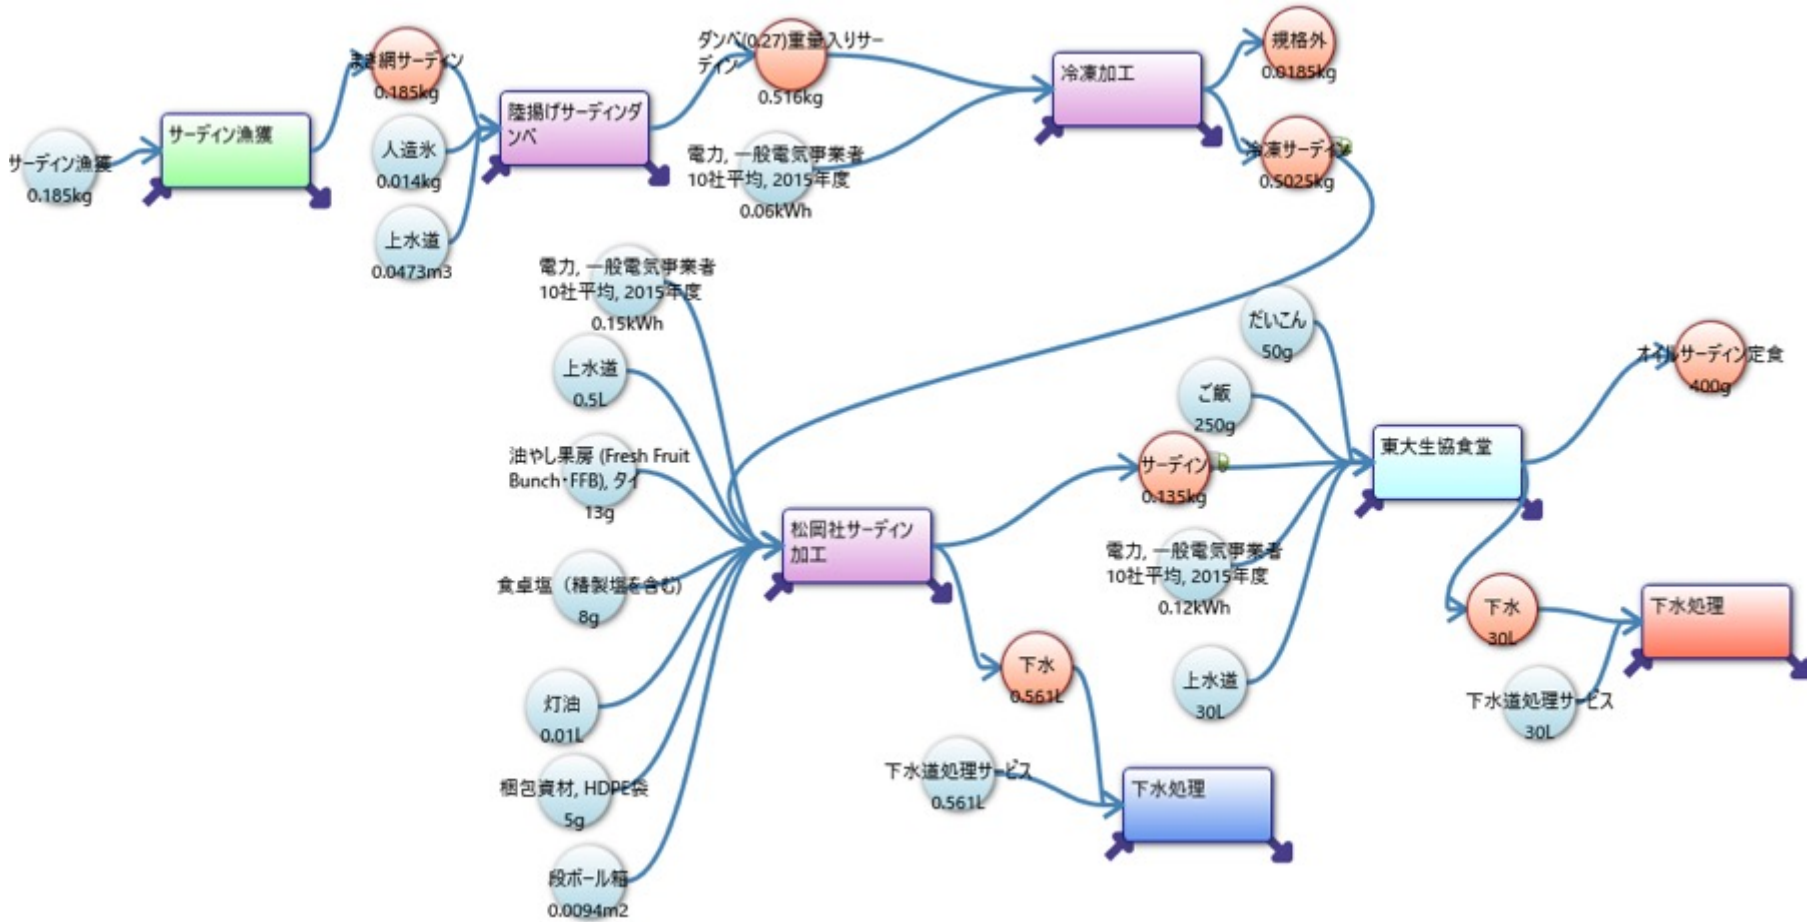 サーディン漁獲
0.185kg
サーディン漁獲
まき網サーディン
0.185kg
人造氷
0.014kg
上水道
0.0473m3
陸揚げサーディンダ
ンベ
ダンベ(0.27)重量入りサー
ディン
0.516kg
電力, 一般電気事業者
10社平均, 2015年度
0.06kWh
冷凍加工
規格外
0.0185kg
冷凍サーディン
0.5025kg
電力, 一般電気事業者
10社平均, 2015年度
0.15kWh
上水道
0.5L
油やし果房 (Fresh Fruit
Bunch・FFB), タイ
13g
食卓塩（精製塩を含む）
8g
灯油
0.01L
梱包資材, HDPE袋
5g
段ボール箱
0.0094m2
松岡社サーディン
加工
下水
0.561L
下水道処理サービス
0.561L
下水処理
だいこん
50g
ご飯
250g
サーディン
0.135kg
電力, 一般電気事業者
10社平均, 2015年度
0.12kWh
上水道
30L
東大生協食堂
オイルサーディン定食
400g
下水
30L
下水道処理サービス
30L
下水処理